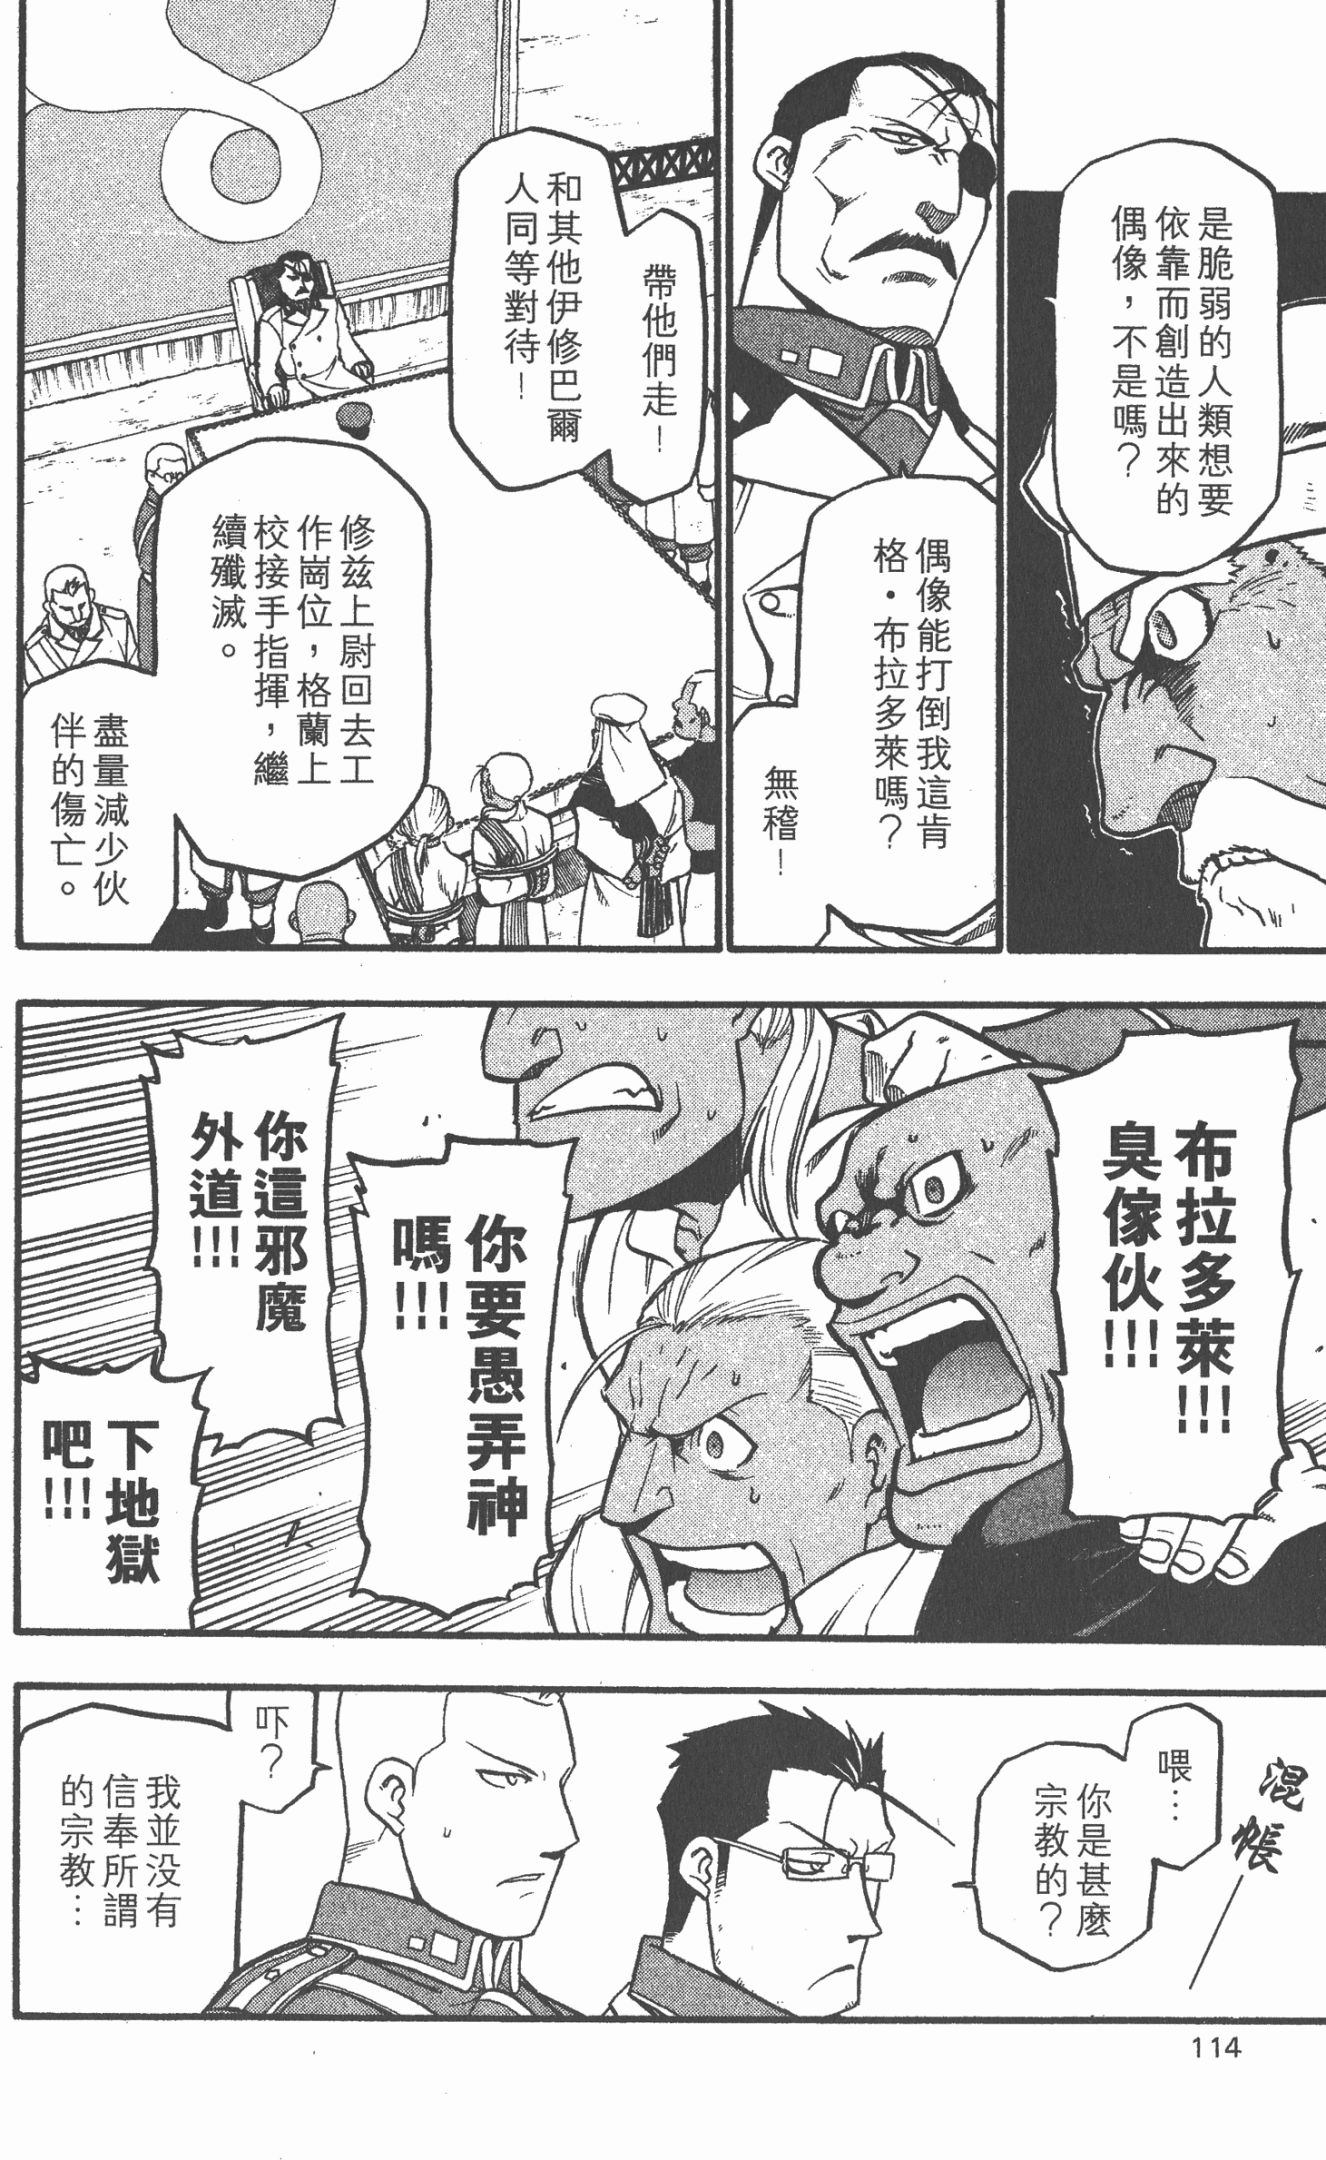 是脆弱的人類想要
依靠而創造出來的
偶像，不是嗎？
偶像能打倒我這肯
格・布拉多萊嗎？
無稽！
帶他們走！
和其他伊修巴爾
人同等對待！
修兹上尉回去工
作崗位，格蘭上
校接手指揮，繼
續殲滅。
盡量減少伙
伴的傷亡。
布拉多萊!!!
臭傢伙!!!
你要愚弄神
嗎!!!
你這邪魔
外道!!!
下地獄
吧!!!
混帳
喂…
你是甚麼
宗教的？
吓？
我並没有
信奉所謂
的宗教…
114